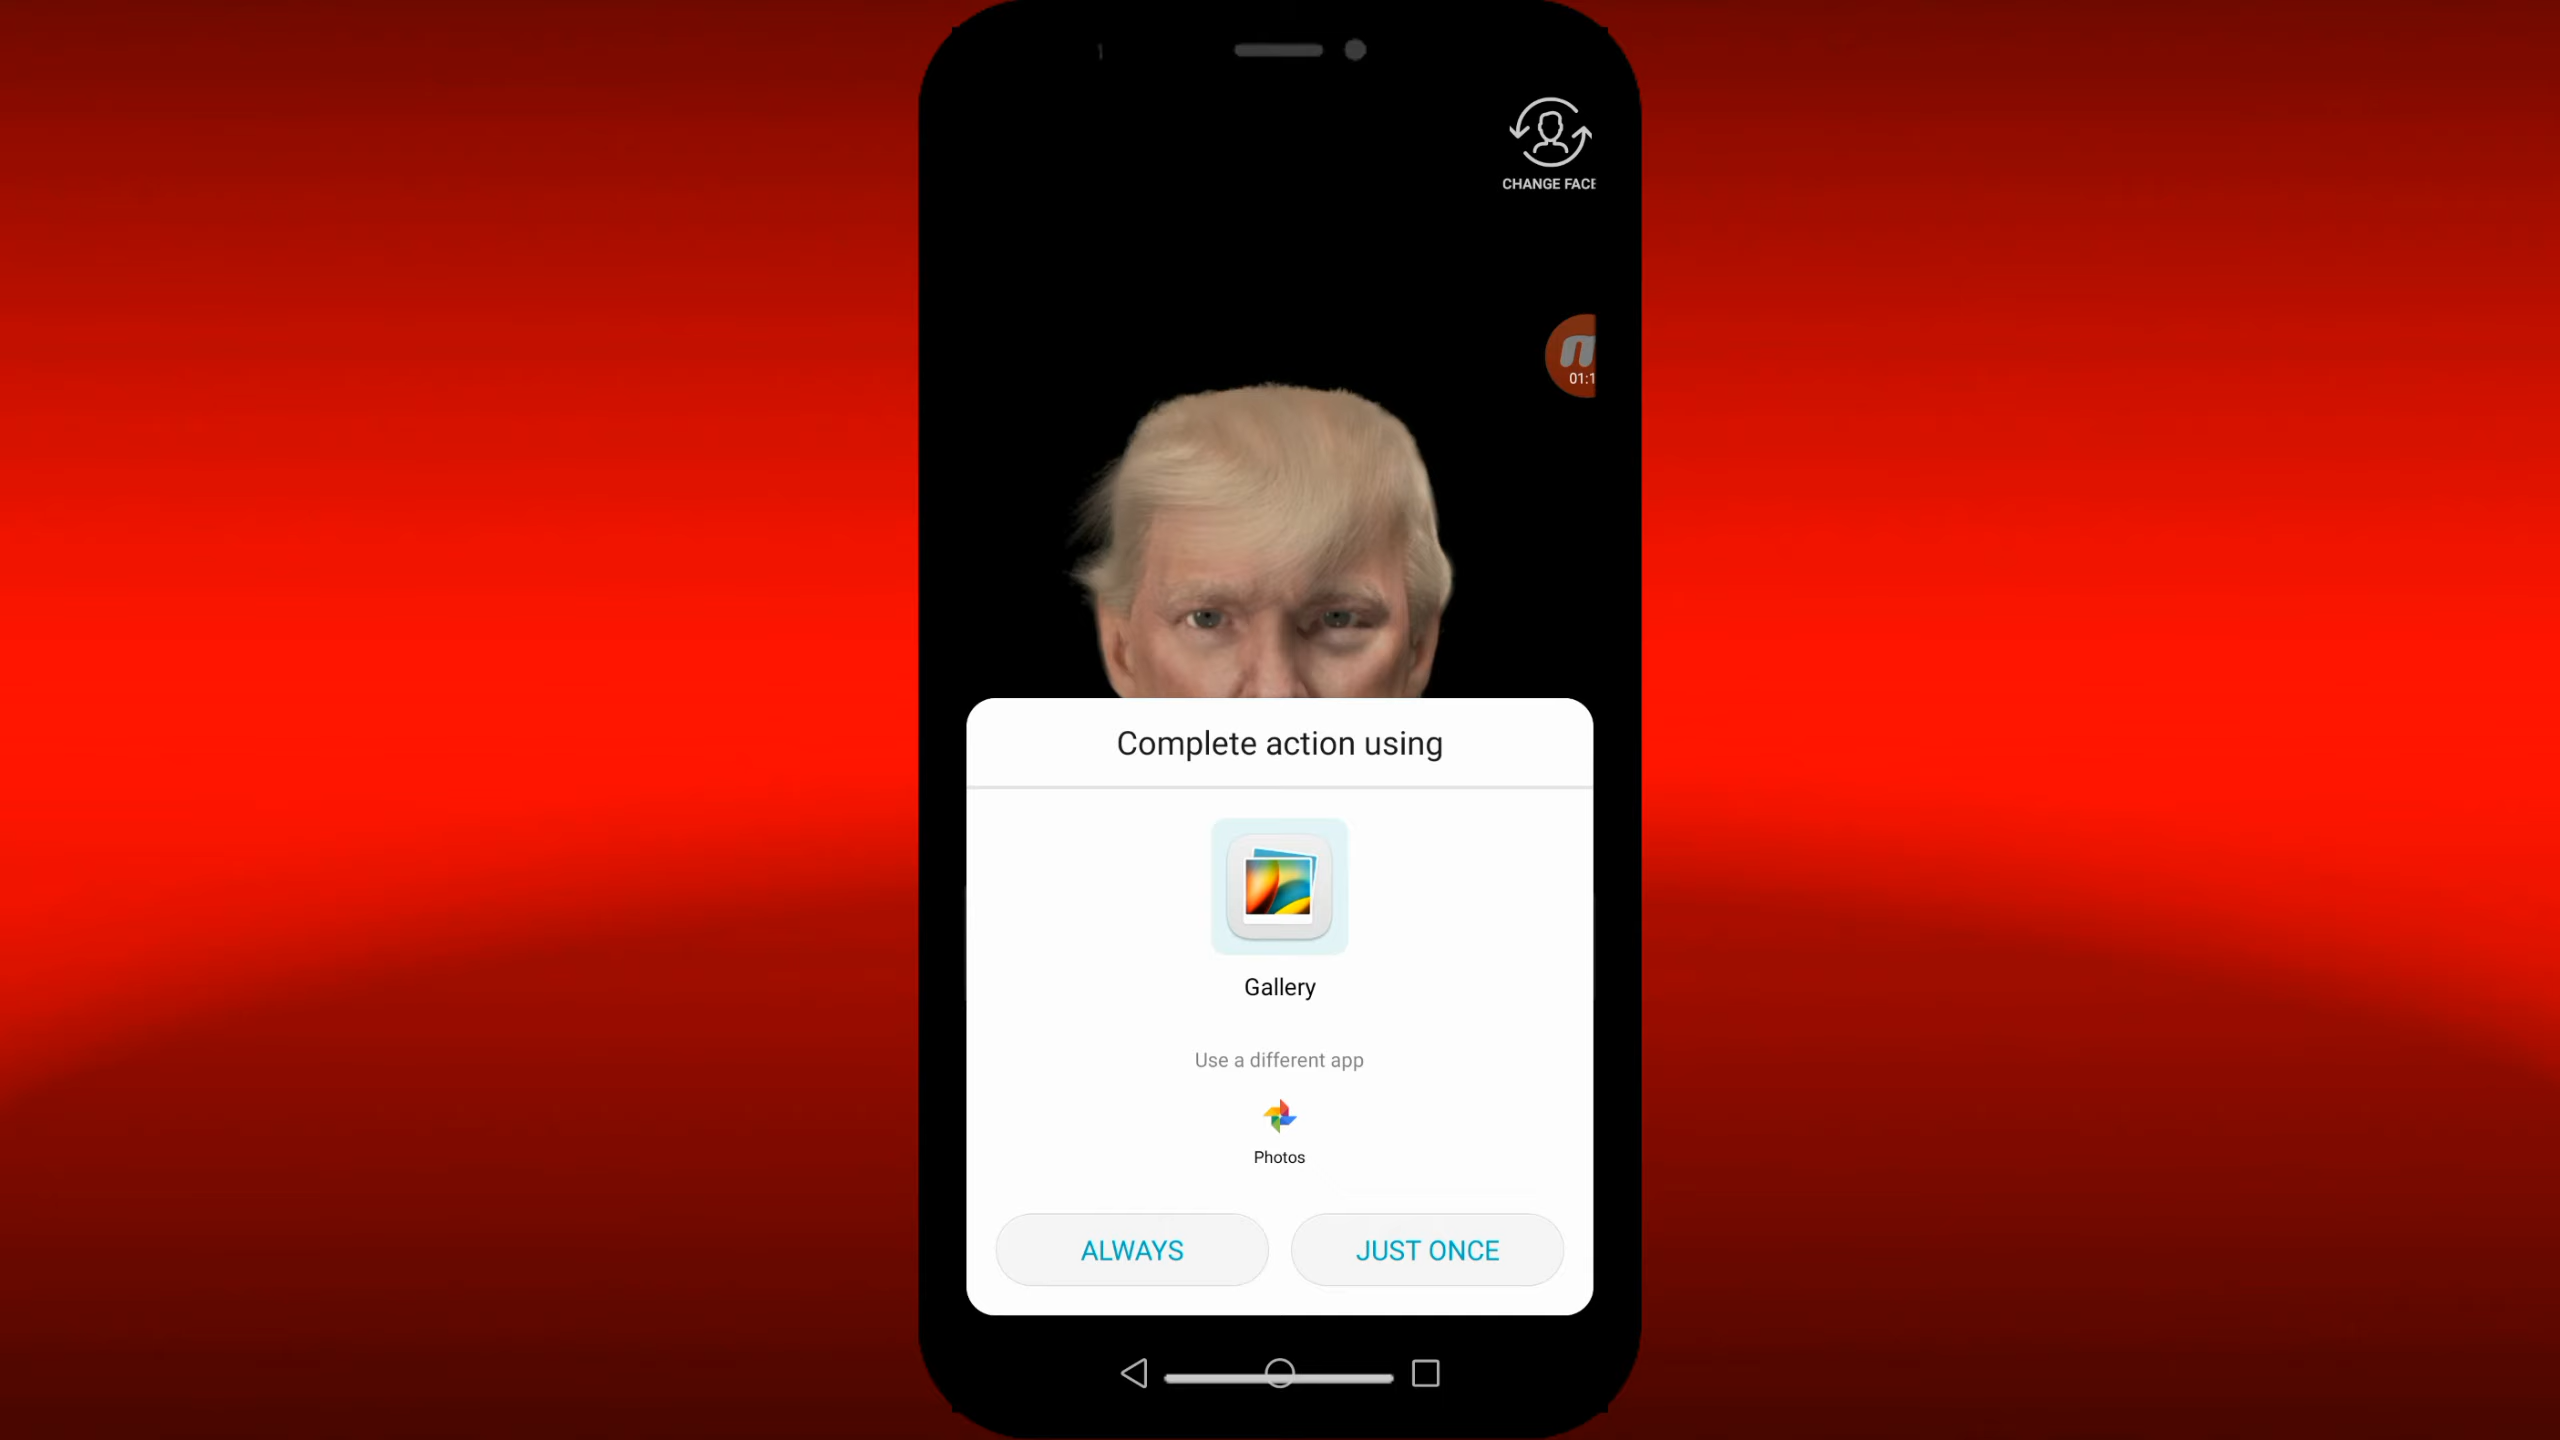 CHANGE FACE
01:1
Complete action using
Gallery
Use a different app
Photos
ALWAYS
JUST ONCE